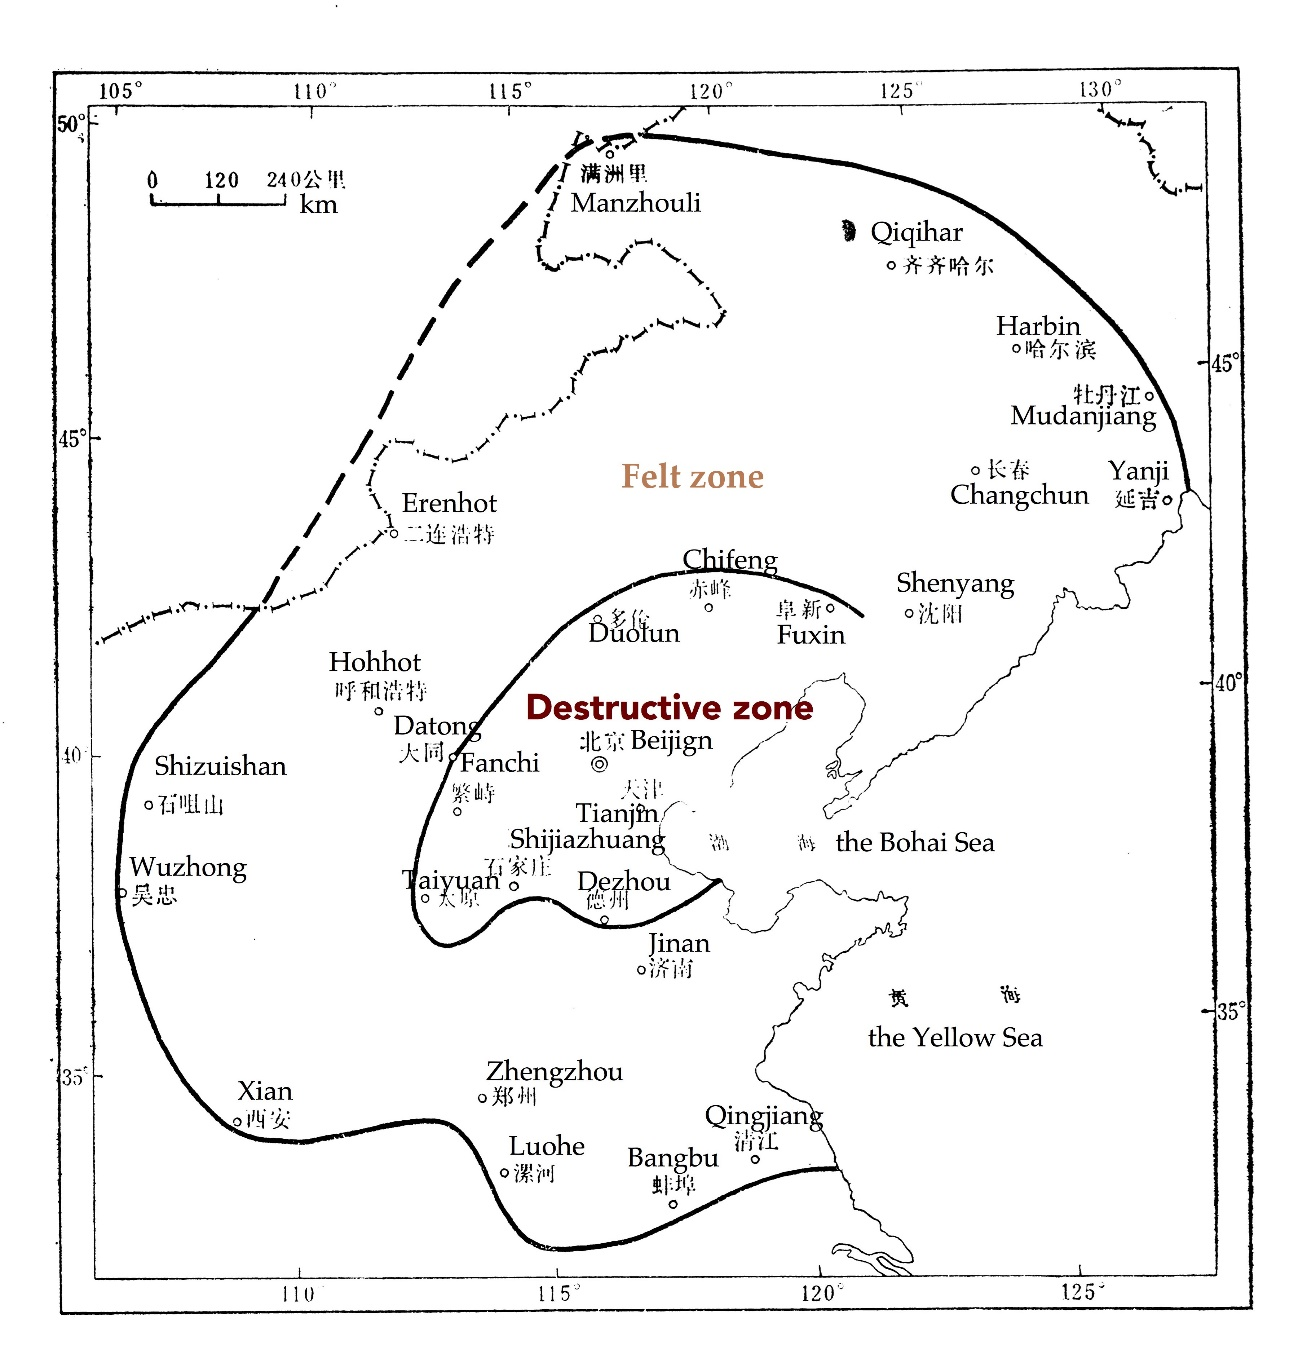 105° 110° 115° 120° 125° 130°
50°
0 120 240公里
km
满洲里
Manzhouli
Qiqihar
齐齐哈尔
Harbin
哈尔滨
45°
牡丹江
Mudanjiang
45°
Felt zone
长春
Changchun
Yanji
延吉
Erenhot
二连浩特
Chifeng
赤峰
Shenyang
沈阳
阜新
Fuxin
多伦
Duolun
Hohhot
呼和浩特
40°
Destructive zone
Datong
大同
北京 Beijign
40°
Fanchi
繁峙
Shizuishan
石咀山
天津
Tianjin
Shijiazhuang
石家庄
渤 海 the Bohai Sea
Wuzhong
吴忠
Taiyuan
太原
Dezhou
德州
Jinan
济南
黄 海
the Yellow Sea
35°
35°
Zhengzhou
郑州
Xian
西安
Qingjiang
清江
Luohe
漯河
Bangbu
蚌埠
110 115° 120° 125°